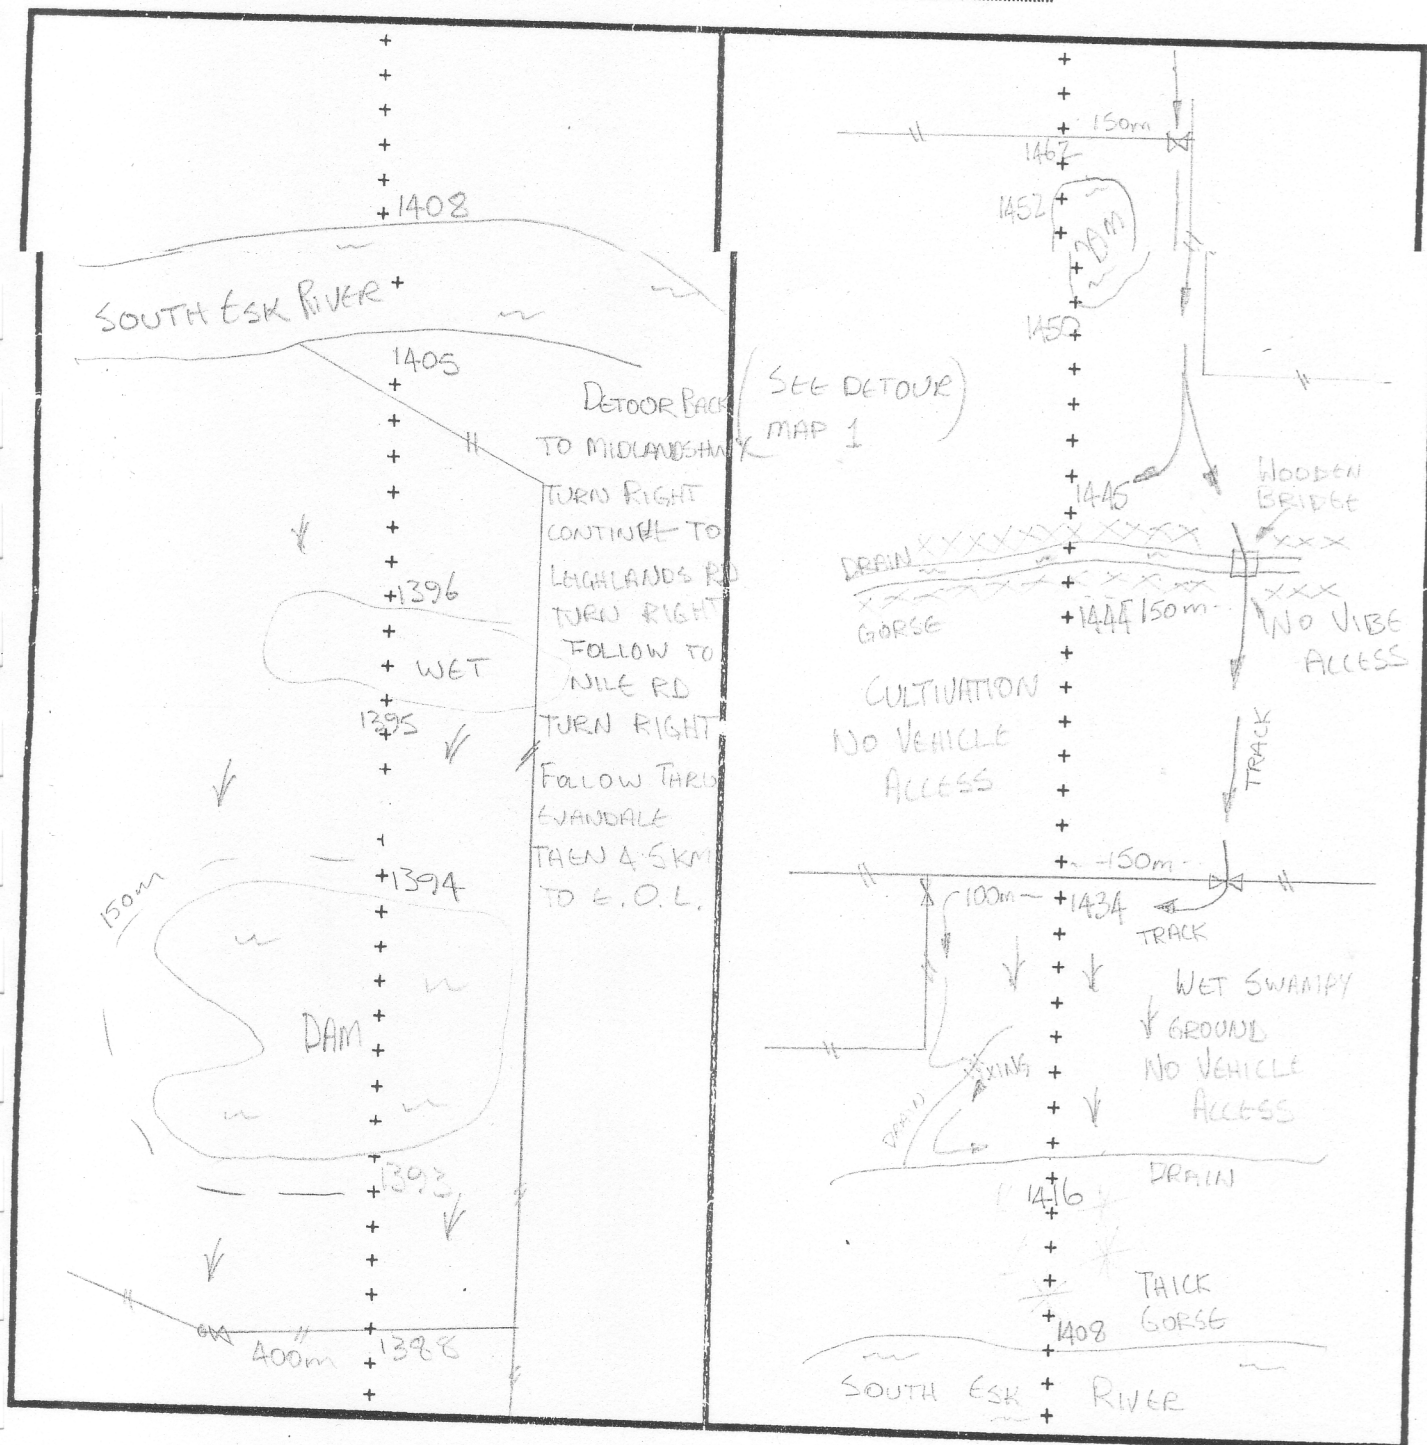 1408
SOUTH ESK RIVER
1405
DETOOR BACK
TO MIDLANDS HWY
TURN RIGHT
CONTINUE TO
LEIGHLANDS RD
TURN RIGHT
FOLLOW TO
NILE RD
TURN RIGHT
FOLLOW THRU
EVANDALE
THEN 4.5KM
TO E.O.L.
(SEE DETOUR
MAP 1)
1396
WET
1395
1394
150m
DAM
1393
400m
1388
150m
1462
1452
DAM
1450
1445
WOODEN
BRIDGE
DRAIN
GORSE
1444
150m
NO VIBE
ACCESS
CULTIVATION
NO VEHICLE
ACCESS
TRACK
150m
100m
1434
TRACK
WET SWAMPY
GROUND
NO VEHICLE
ACCESS
XING
DRAIN
DRAIN
1416
THICK
GORSE
1408
SOUTH ESK RIVER